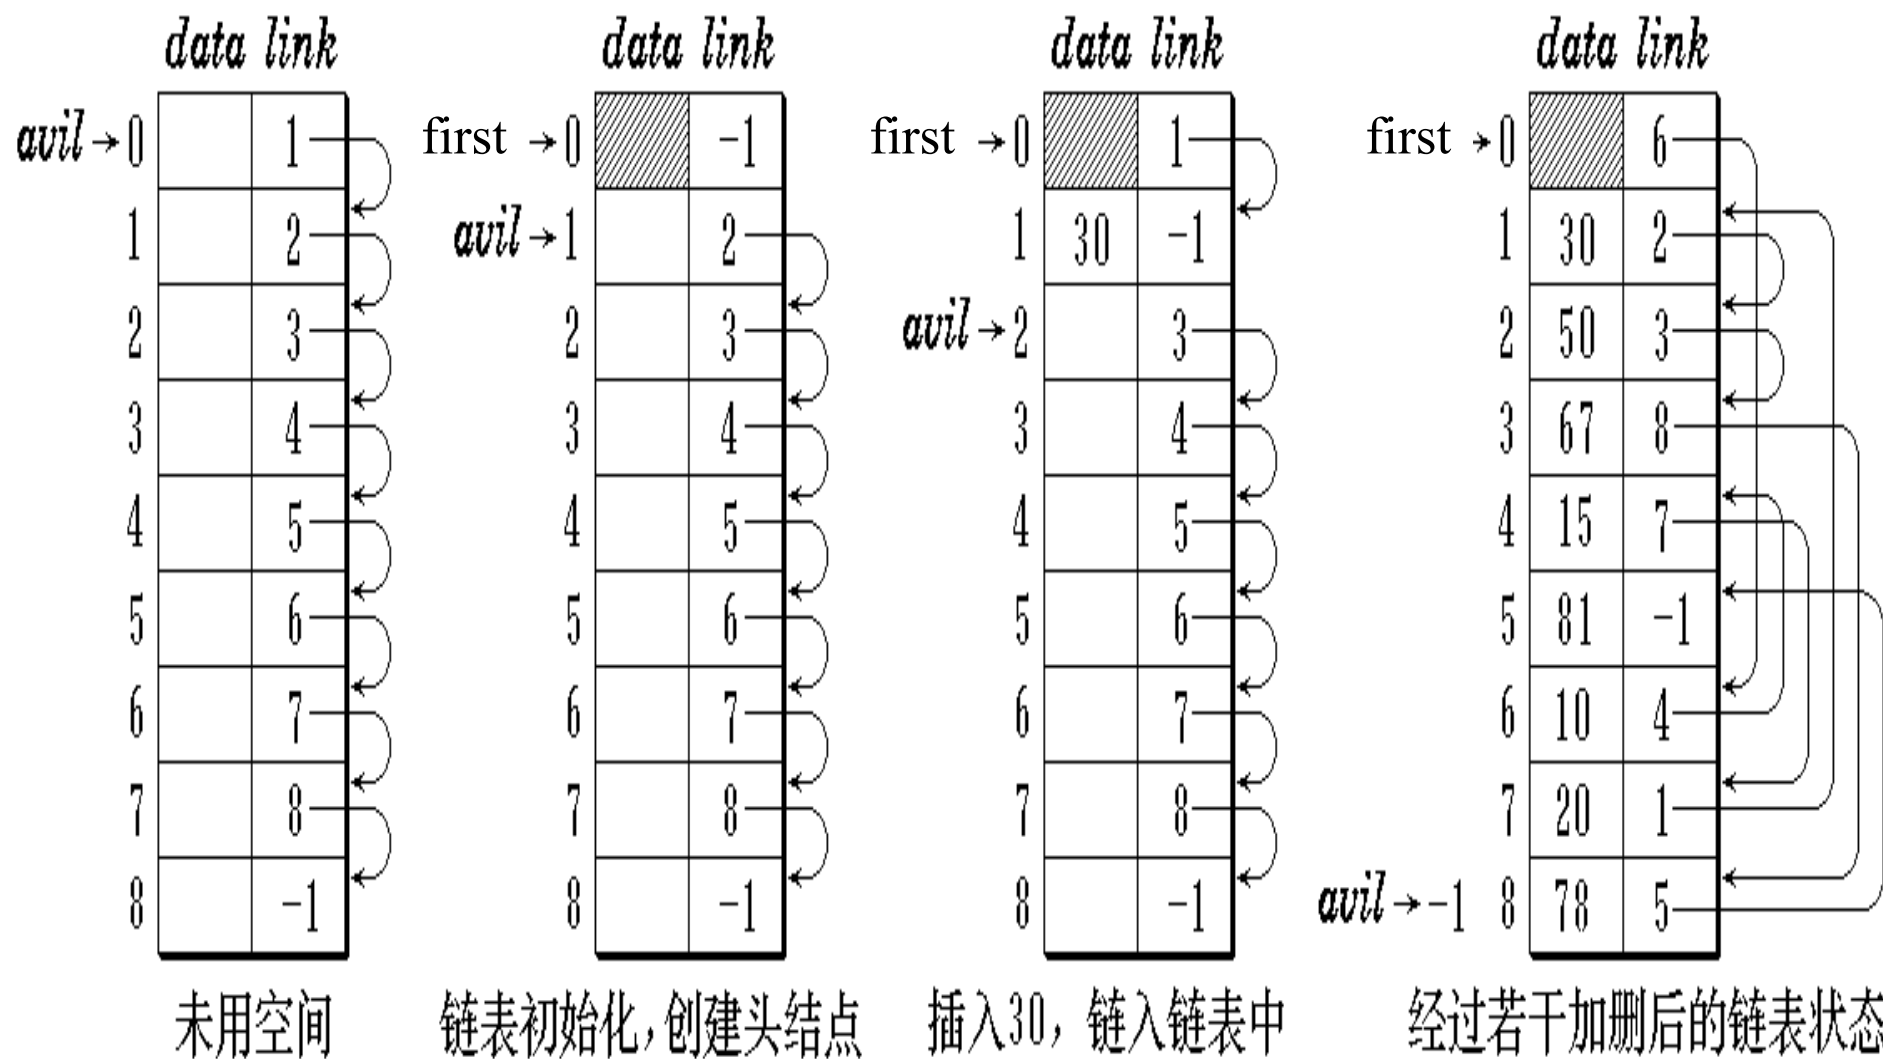 data link data link data link data link
avil → 0 1 first → 0 -1 first → 0 1 first → 0 6
1 2 avil → 1 2 1 30 -1 1 30 2
2 3 2 3 avil → 2 3 2 50 3
3 4 3 4 3 4 3 67 8
4 5 4 5 4 5 4 15 7
5 6 5 6 5 6 5 81 -1
6 7 6 7 6 7 6 10 4
7 8 7 8 7 8 7 20 1
8 -1 8 -1 8 -1 avil → -1 8 78 5
未用空间 链表初始化,创建头结点 插入30,链入链表中 经过若干加删后的链表状态